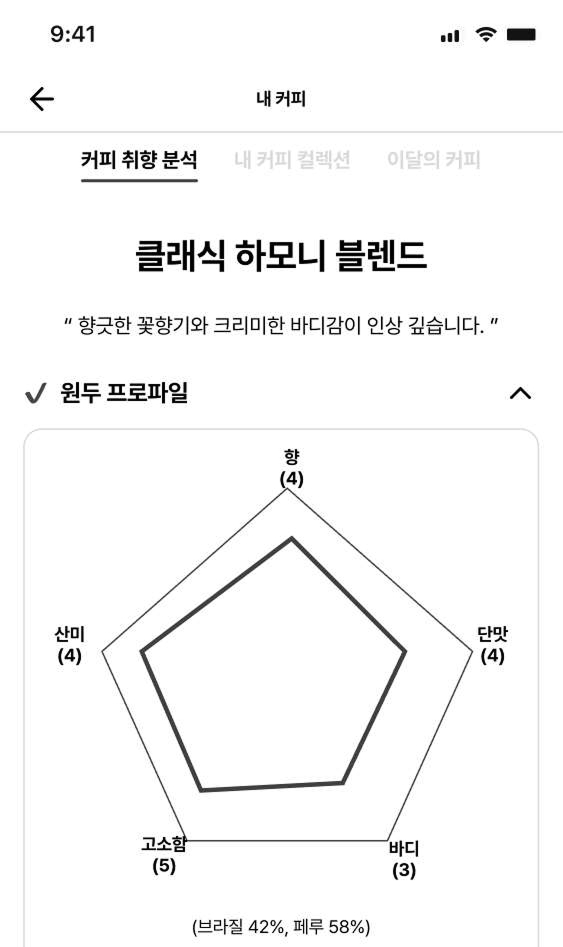 9:41
내 커피
커피 취향 분석 내 커피 컬렉션 이달의 커피
클래식 하모니 블렌드
“ 향긋한 꽃향기와 크리미한 바디감이 인상 깊습니다. ”
원두 프로파일
향
(4)
산미
(4)
단맛
(4)
고소함
(5)
바디
(3)
(브라질 42%, 페루 58%)